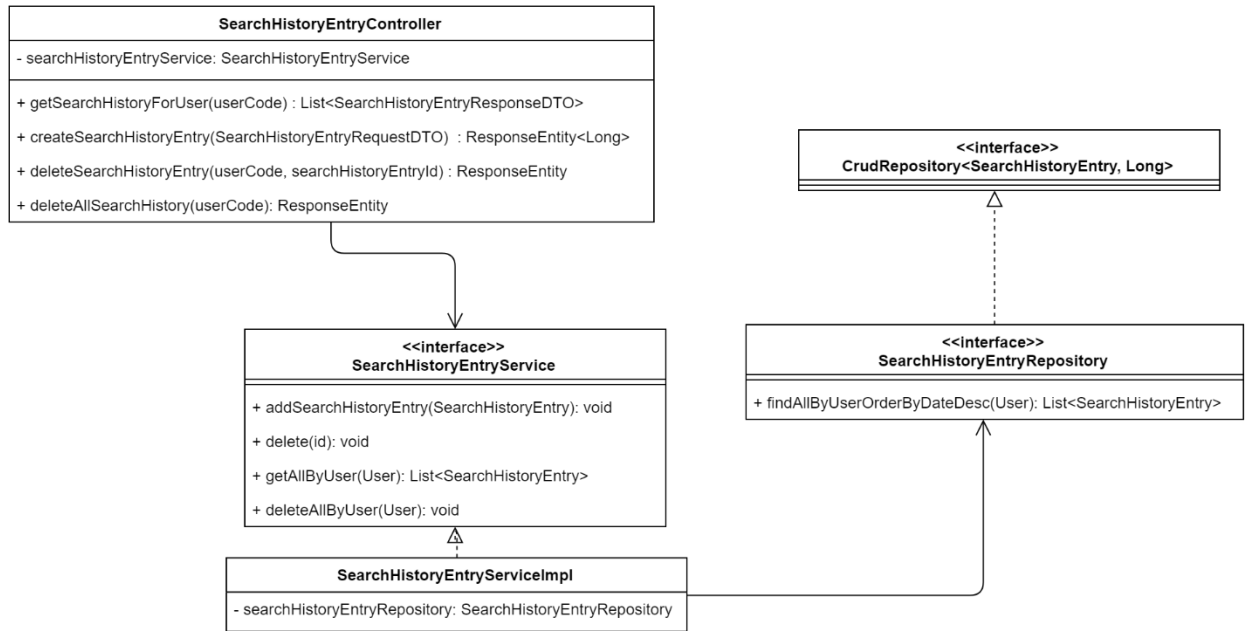 SearchHistoryEntryController
- searchHistoryEntryService: SearchHistoryEntryService
+ getSearchHistoryForUser(userCode) : List<SearchHistoryEntryResponseDTO>
+ createSearchHistoryEntry(SearchHistoryEntryRequestDTO) : ResponseEntity<Long>
+ deleteSearchHistoryEntry(userCode, searchHistoryEntryId) : ResponseEntity
+ deleteAllSearchHistory(userCode): ResponseEntity
<<interface>>
CrudRepository<SearchHistoryEntry, Long>
<<interface>>
SearchHistoryEntryService
+ addSearchHistoryEntry(SearchHistoryEntry): void
+ delete(id): void
+ getAllByUser(User): List<SearchHistoryEntry>
+ deleteAllByUser(User): void
<<interface>>
SearchHistoryEntryRepository
+ findAllByUserOrderByDateDesc(User): List<SearchHistoryEntry>
SearchHistoryEntryServiceImpl
- searchHistoryEntryRepository: SearchHistoryEntryRepository